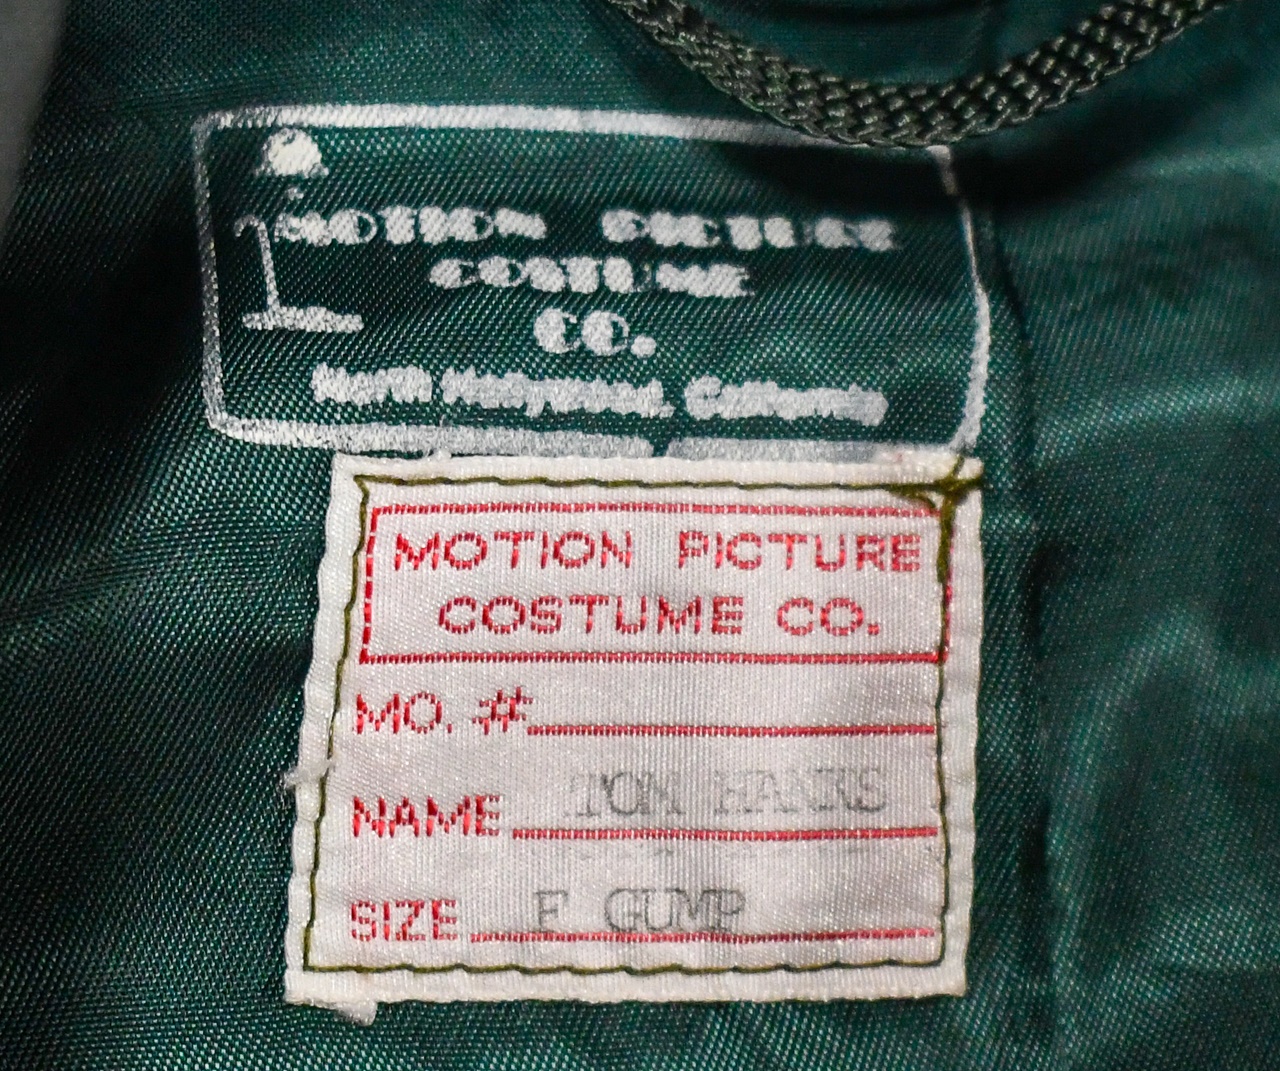 MOTION PICTURE
COSTUME
CO.
North Hollywood, California
MOTION PICTURE
COSTUME CO.
MO. #
NAME TOM HANKS
SIZE F GUMP